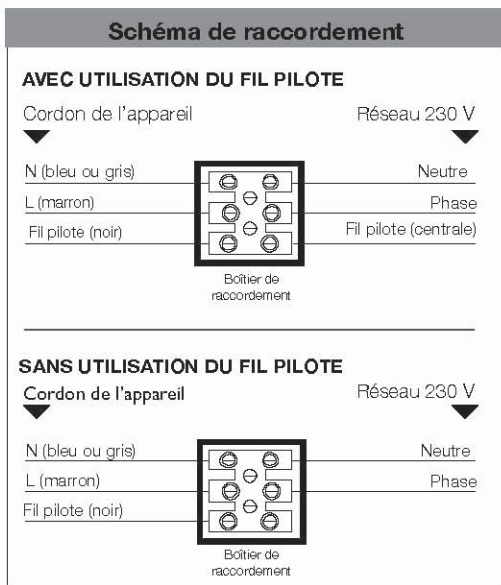 Schéma de raccordement
AVEC UTILISATION DU FIL PILOTE
Cordon de l'appareil Réseau 230 V
N (bleu ou gris) Neutre
L (marron) Phase
Fil pilote (noir) Fil pilote (centrale)
Boîtier de
raccordement
SANS UTILISATION DU FIL PILOTE
Cordon de l'appareil Réseau 230 V
N (bleu ou gris) Neutre
L (marron) Phase
Fil pilote (noir)
Boîtier de
raccordement